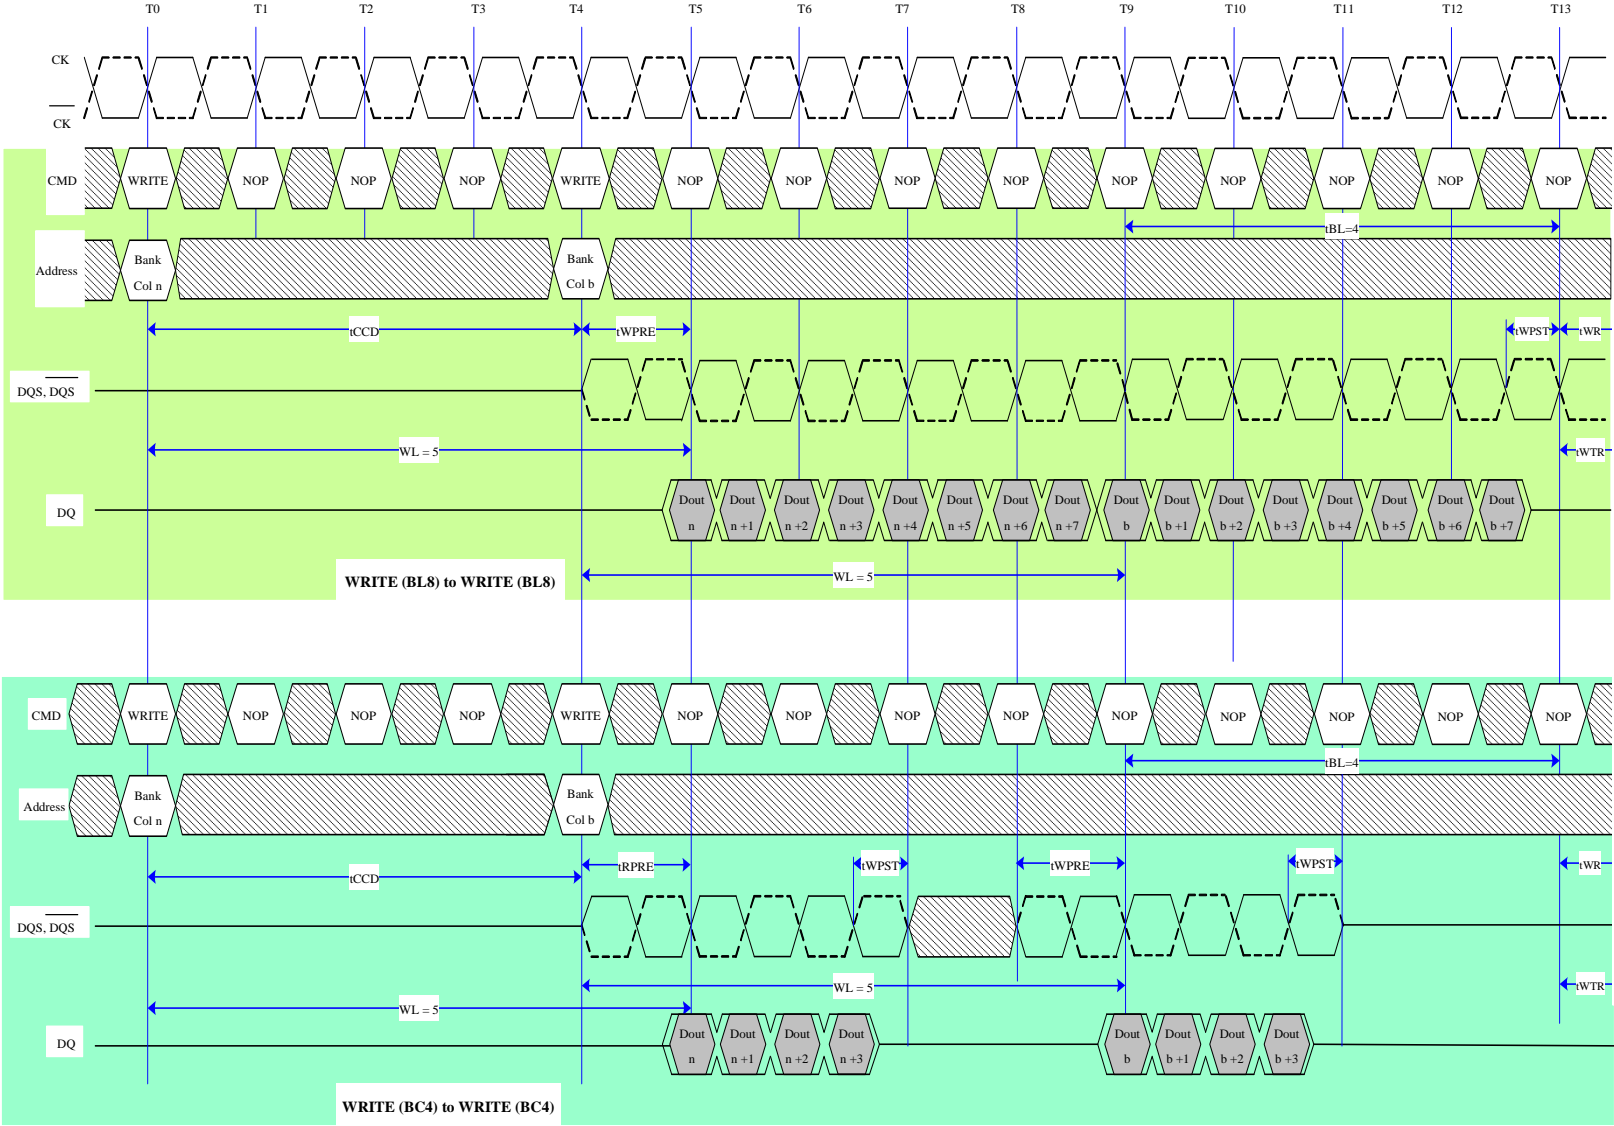 T0 T1 T2 T3 T4 T5 T6 T7 T8 T9 T10 T11 T12 T13
CK
CK
CMD WRITE NOP NOP NOP WRITE NOP NOP NOP NOP NOP NOP NOP NOP NOP
tBL=4
Address Bank Bank
Col n Col b
tCCD tWPRE tWPST tWR
DQS, DQS
WL = 5 tWTR
DQ Dout Dout Dout Dout Dout Dout Dout Dout Dout Dout Dout Dout Dout Dout Dout Dout
n n +1 n +2 n +3 n +4 n +5 n +6 n +7 b b +1 b +2 b +3 b +4 b +5 b +6 b +7
WL = 5
WRITE (BL8) to WRITE (BL8)
CMD WRITE NOP NOP NOP WRITE NOP NOP NOP NOP NOP NOP NOP NOP NOP
tBL=4
Address Bank Bank
Col n Col b
tCCD tRPRE tWPST tWPRE tWPST tWR
DQS, DQS
WL = 5 tWTR
WL = 5
DQ Dout Dout Dout Dout Dout Dout Dout Dout
n n +1 n +2 n +3 b b +1 b +2 b +3
WRITE (BC4) to WRITE (BC4)